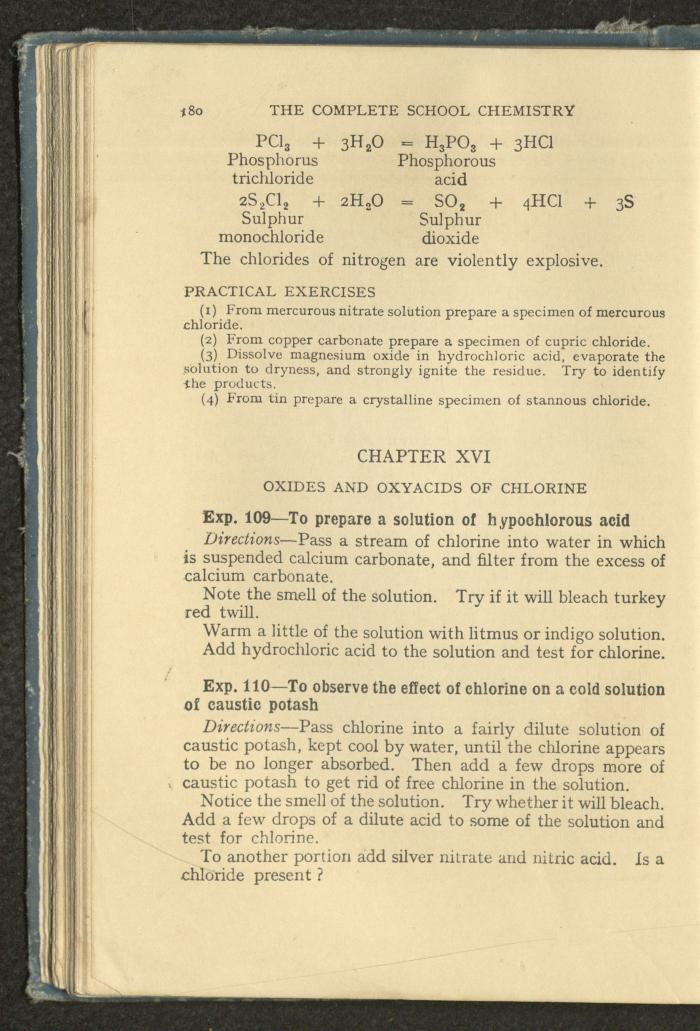 180 THE COMPLETE SCHOOL CHEMISTRY
PCl₃ + 3H₂O = H₃PO₃ + 3HCl
Phosphorus Phosphorous
trichloride acid
2S₂Cl₂ + 2H₂O = SO₂ + 4HCl + 3S
Sulphur Sulphur
monochloride dioxide
The chlorides of nitrogen are violently explosive.
PRACTICAL EXERCISES
(1) From mercurous nitrate solution prepare a specimen of mercurous
chloride.
(2) From copper carbonate prepare a specimen of cupric chloride.
(3) Dissolve magnesium oxide in hydrochloric acid, evaporate the
solution to dryness, and strongly ignite the residue. Try to identify
the products.
(4) From tin prepare a crystalline specimen of stannous chloride.
CHAPTER XVI
OXIDES AND OXYACIDS OF CHLORINE
Exp. 109—To prepare a solution of hypochlorous acid
Directions—Pass a stream of chlorine into water in which
is suspended calcium carbonate, and filter from the excess of
calcium carbonate.
Note the smell of the solution. Try if it will bleach turkey
red twill.
Warm a little of the solution with litmus or indigo solution.
Add hydrochloric acid to the solution and test for chlorine.
Exp. 110—To observe the effect of chlorine on a cold solution
of caustic potash
Directions—Pass chlorine into a fairly dilute solution of
caustic potash, kept cool by water, until the chlorine appears
to be no longer absorbed. Then add a few drops more of
caustic potash to get rid of free chlorine in the solution.
Notice the smell of the solution. Try whether it will bleach.
Add a few drops of a dilute acid to some of the solution and
test for chlorine.
To another portion add silver nitrate and nitric acid. Is a
chloride present ?